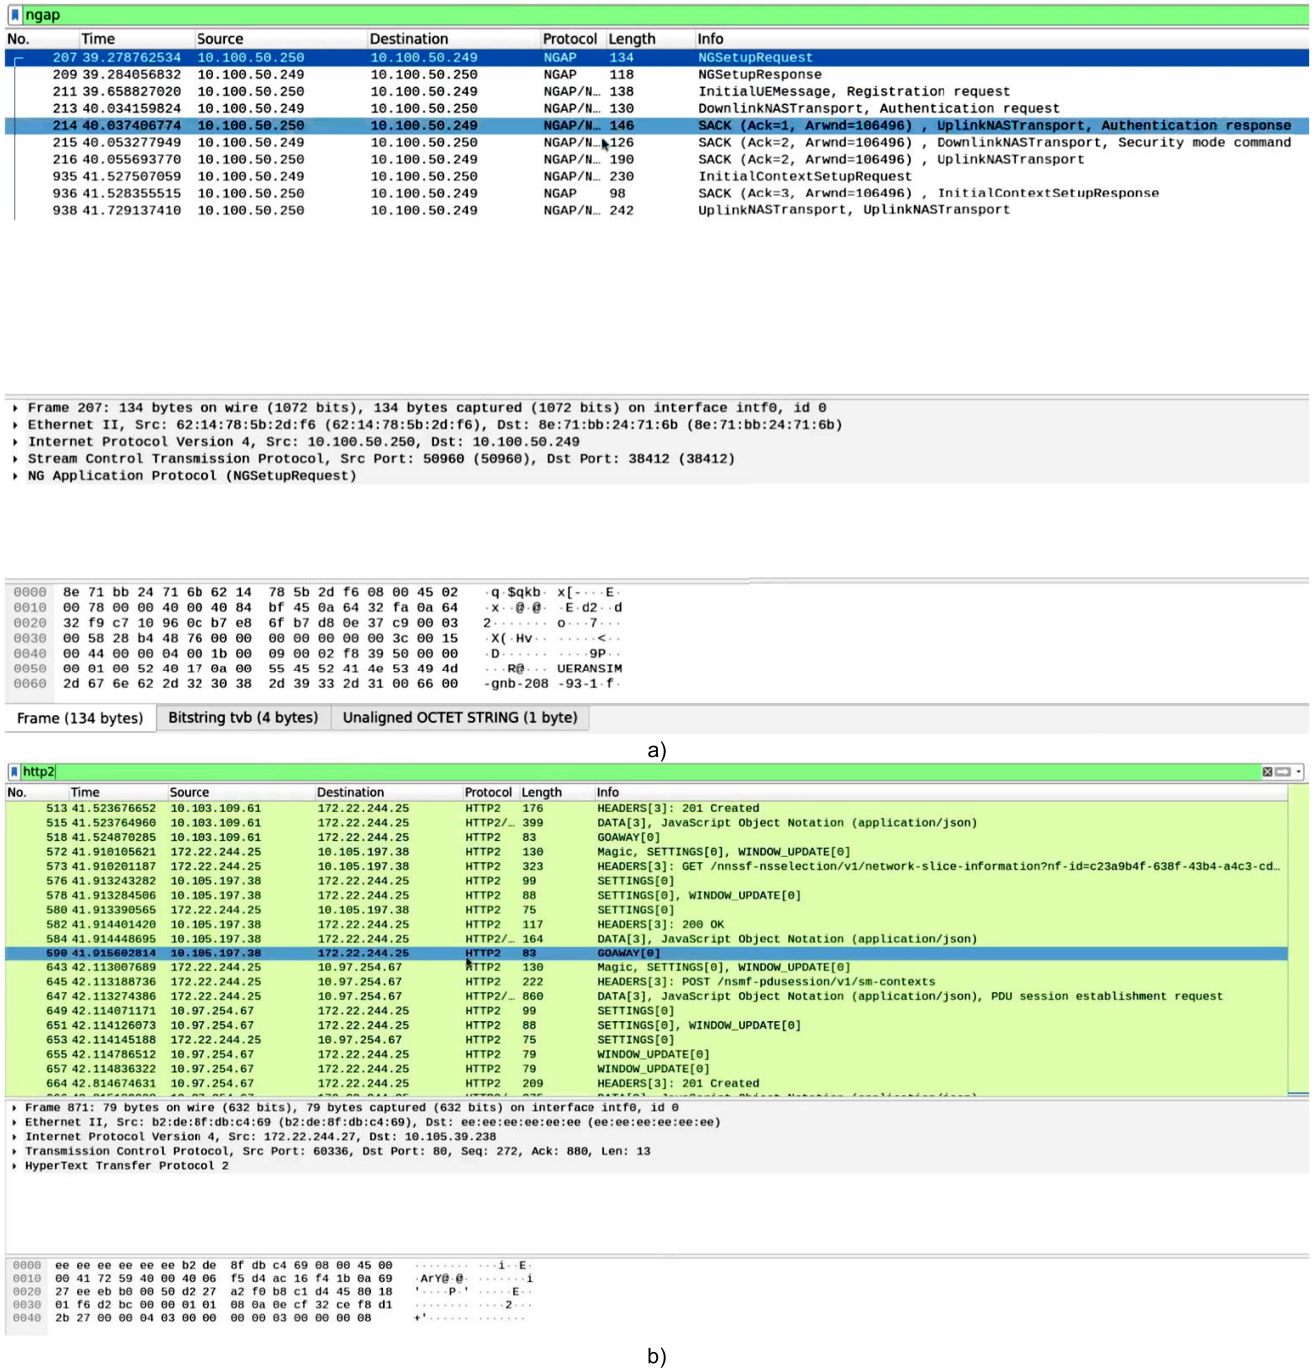 ngap
No. Time Source Destination Protocol Length Info
207 39.278762534 10.100.50.250 10.100.50.249 NGAP 134 NGSetupRequest
209 39.284056832 10.100.50.249 10.100.50.250 NGAP 118 NGSetupResponse
211 39.658827020 10.100.50.250 10.100.50.249 NGAP/N… 138 InitialUEMessage, Registration request
213 40.034159824 10.100.50.249 10.100.50.250 NGAP/N… 130 DownlinkNASTransport, Authentication request
214 40.037406774 10.100.50.250 10.100.50.249 NGAP/N… 146 SACK (Ack=1, Arwnd=106496) , UplinkNASTransport, Authentication response
215 40.053277949 10.100.50.249 10.100.50.250 NGAP/N… 126 SACK (Ack=2, Arwnd=106496) , DownlinkNASTransport, Security mode command
216 40.055693770 10.100.50.250 10.100.50.249 NGAP/N… 190 SACK (Ack=2, Arwnd=106496) , UplinkNASTransport
935 41.527507059 10.100.50.249 10.100.50.250 NGAP/N… 230 InitialContextSetupRequest
936 41.528355515 10.100.50.250 10.100.50.249 NGAP 98 SACK (Ack=3, Arwnd=106496) , InitialContextSetupResponse
938 41.729137410 10.100.50.250 10.100.50.249 NGAP/N… 242 UplinkNASTransport, UplinkNASTransport
Frame 207: 134 bytes on wire (1072 bits), 134 bytes captured (1072 bits) on interface intf0, id 0
Ethernet II, Src: 62:14:78:5b:2d:f6 (62:14:78:5b:2d:f6), Dst: 8e:71:bb:24:71:6b (8e:71:bb:24:71:6b)
Internet Protocol Version 4, Src: 10.100.50.250, Dst: 10.100.50.249
Stream Control Transmission Protocol, Src Port: 50960 (50960), Dst Port: 38412 (38412)
NG Application Protocol (NGSetupRequest)
0000 8e 71 bb 24 71 6b 62 14 78 5b 2d f6 08 00 45 02 ·q·$qkb· x[-···E·
0010 00 78 00 00 40 00 40 84 bf 45 0a 64 32 fa 0a 64 ·x··@·@· ·E·d2··d
0020 32 f9 c7 10 96 0c b7 e8 6f b7 d8 0e 37 c9 00 03 2······· o···7···
0030 00 58 28 b4 48 76 00 00 00 00 00 00 00 3c 00 15 ·X(·Hv·· ·····<··
0040 00 44 00 00 04 00 1b 00 09 00 02 f8 39 50 00 00 ·D······ ····9P··
0050 00 01 00 52 40 17 0a 00 55 45 52 41 4e 53 49 4d ···R@··· UERANSIM
0060 2d 67 6e 62 2d 32 30 38 2d 39 33 2d 31 00 66 00 -gnb-208 -93-1·f·
Frame (134 bytes) Bitstring tvb (4 bytes) Unaligned OCTET STRING (1 byte)
a)
http2
No. Time Source Destination Protocol Length Info
513 41.523676652 10.103.109.61 172.22.244.25 HTTP2 176 HEADERS[3]: 201 Created
515 41.523764960 10.103.109.61 172.22.244.25 HTTP2/… 399 DATA[3], JavaScript Object Notation (application/json)
518 41.524870285 10.103.109.61 172.22.244.25 HTTP2 83 GOAWAY[0]
572 41.910105621 172.22.244.25 10.105.197.38 HTTP2 130 Magic, SETTINGS[0], WINDOW_UPDATE[0]
573 41.910201187 172.22.244.25 10.105.197.38 HTTP2 323 HEADERS[3]: GET /nnssf-nsselection/v1/network-slice-information?nf-id=c23a9b4f-638f-43b4-a4c3-cd…
576 41.913243282 10.105.197.38 172.22.244.25 HTTP2 99 SETTINGS[0]
578 41.913284506 10.105.197.38 172.22.244.25 HTTP2 88 SETTINGS[0], WINDOW_UPDATE[0]
580 41.913390565 172.22.244.25 10.105.197.38 HTTP2 75 SETTINGS[0]
582 41.914401420 10.105.197.38 172.22.244.25 HTTP2 117 HEADERS[3]: 200 OK
584 41.914448695 10.105.197.38 172.22.244.25 HTTP2/… 164 DATA[3], JavaScript Object Notation (application/json)
590 41.915602814 10.105.197.38 172.22.244.25 HTTP2 83 GOAWAY[0]
643 42.113007689 172.22.244.25 10.97.254.67 HTTP2 130 Magic, SETTINGS[0], WINDOW_UPDATE[0]
645 42.113188736 172.22.244.25 10.97.254.67 HTTP2 222 HEADERS[3]: POST /nsmf-pdusession/v1/sm-contexts
647 42.113274386 172.22.244.25 10.97.254.67 HTTP2/… 860 DATA[3], JavaScript Object Notation (application/json), PDU session establishment request
649 42.114071171 10.97.254.67 172.22.244.25 HTTP2 99 SETTINGS[0]
651 42.114126073 10.97.254.67 172.22.244.25 HTTP2 88 SETTINGS[0], WINDOW_UPDATE[0]
653 42.114145188 172.22.244.25 10.97.254.67 HTTP2 75 SETTINGS[0]
655 42.114786512 10.97.254.67 172.22.244.25 HTTP2 79 WINDOW_UPDATE[0]
657 42.114836322 10.97.254.67 172.22.244.25 HTTP2 79 WINDOW_UPDATE[0]
664 42.814674631 10.97.254.67 172.22.244.25 HTTP2 209 HEADERS[3]: 201 Created
Frame 871: 79 bytes on wire (632 bits), 79 bytes captured (632 bits) on interface intf0, id 0
Ethernet II, Src: b2:de:8f:db:c4:69 (b2:de:8f:db:c4:69), Dst: ee:ee:ee:ee:ee:ee (ee:ee:ee:ee:ee:ee)
Internet Protocol Version 4, Src: 172.22.244.27, Dst: 10.105.39.238
Transmission Control Protocol, Src Port: 60336, Dst Port: 80, Seq: 272, Ack: 880, Len: 13
HyperText Transfer Protocol 2
0000 ee ee ee ee ee ee b2 de 8f db c4 69 08 00 45 00 ········ ···i··E·
0010 00 41 72 59 40 00 40 06 f5 d4 ac 16 f4 1b 0a 69 ·ArY@·@· ·······i
0020 27 ee eb b0 00 50 d2 27 a2 f0 b8 c1 d4 45 80 18 '····P·' ·····E··
0030 01 f6 d2 bc 00 00 01 01 08 0a 0e cf 32 ce f8 d1 ········ ····2···
0040 2b 27 00 00 04 03 00 00 00 00 03 00 00 00 08 +'······ ·······
b)